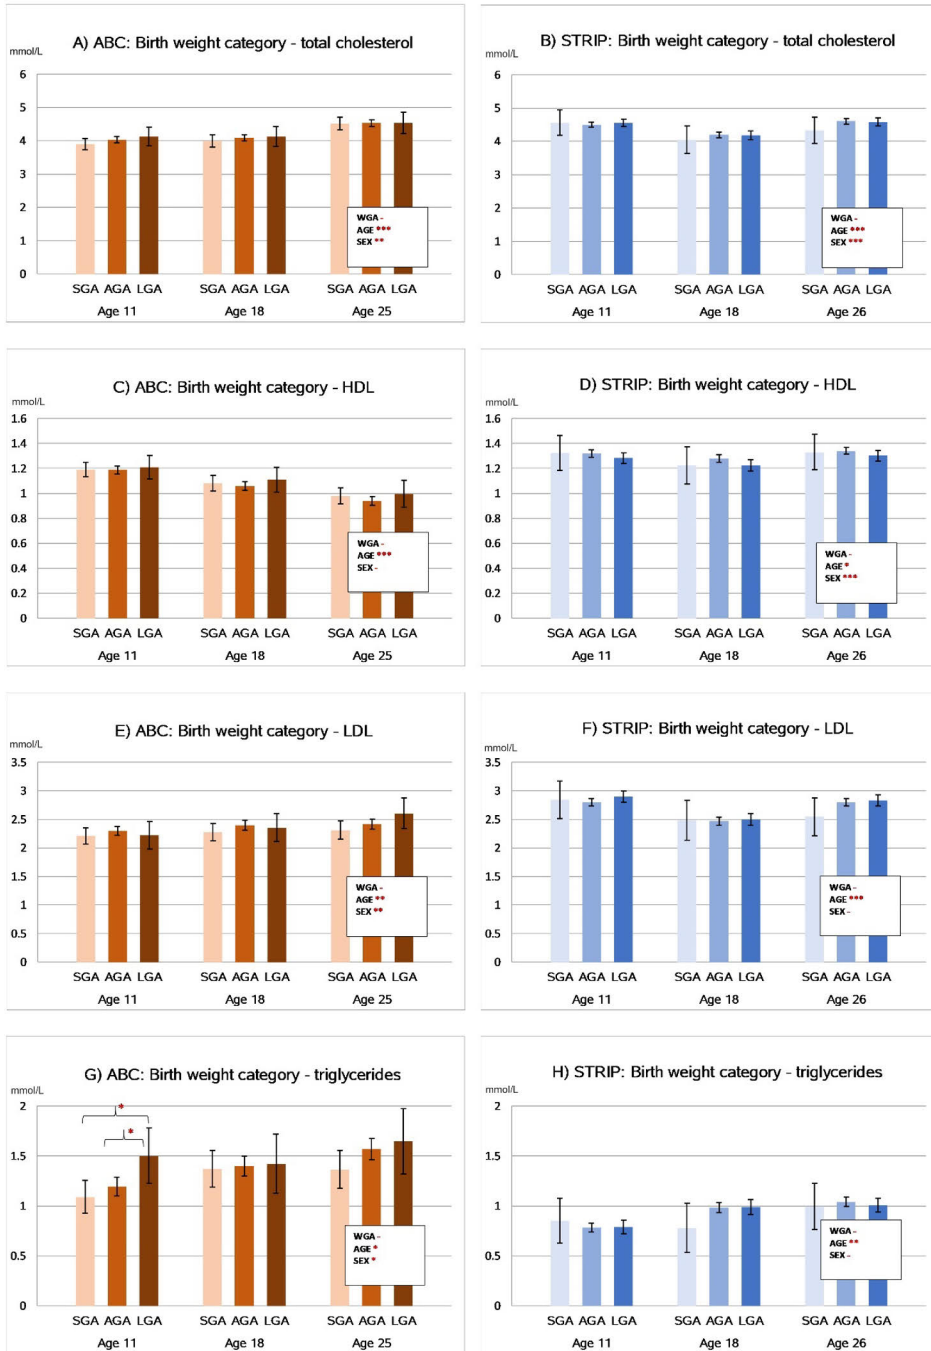 A) ABC: Birth weight category - total cholesterol
mmol/L
6
5
4
3
2
1
0
WGA -
AGE ***
SEX **
SGA AGA LGA SGA AGA LGA SGA AGA LGA
Age 11 Age 18 Age 25
B) STRIP: Birth weight category - total cholesterol
mmol/L
6
5
4
3
2
1
0
WGA -
AGE ***
SEX ***
SGA AGA LGA SGA AGA LGA SGA AGA LGA
Age 11 Age 18 Age 26
C) ABC: Birth weight category - HDL
mmol/L
1.6
1.4
1.2
1
0.8
0.6
0.4
0.2
0
WGA -
AGE ***
SEX -
SGA AGA LGA SGA AGA LGA SGA AGA LGA
Age 11 Age 18 Age 25
D) STRIP: Birth weight category - HDL
mmol/L
1.6
1.4
1.2
1
0.8
0.6
0.4
0.2
0
WGA -
AGE *
SEX ***
SGA AGA LGA SGA AGA LGA SGA AGA LGA
Age 11 Age 18 Age 26
E) ABC: Birth weight category - LDL
mmol/L
3.5
3
2.5
2
1.5
1
0.5
0
WGA -
AGE **
SEX **
SGA AGA LGA SGA AGA LGA SGA AGA LGA
Age 11 Age 18 Age 25
F) STRIP: Birth weight category - LDL
mmol/L
3.5
3
2.5
2
1.5
1
0.5
0
WGA -
AGE ***
SEX -
SGA AGA LGA SGA AGA LGA SGA AGA LGA
Age 11 Age 18 Age 26
G) ABC: Birth weight category - triglycerides
mmol/L
2
1.5
1
0.5
0
*
*
WGA -
AGE *
SEX *
SGA AGA LGA SGA AGA LGA SGA AGA LGA
Age 11 Age 18 Age 25
H) STRIP: Birth weight category - triglycerides
mmol/L
2
1.5
1
0.5
0
WGA -
AGE **
SEX -
SGA AGA LGA SGA AGA LGA SGA AGA LGA
Age 11 Age 18 Age 26